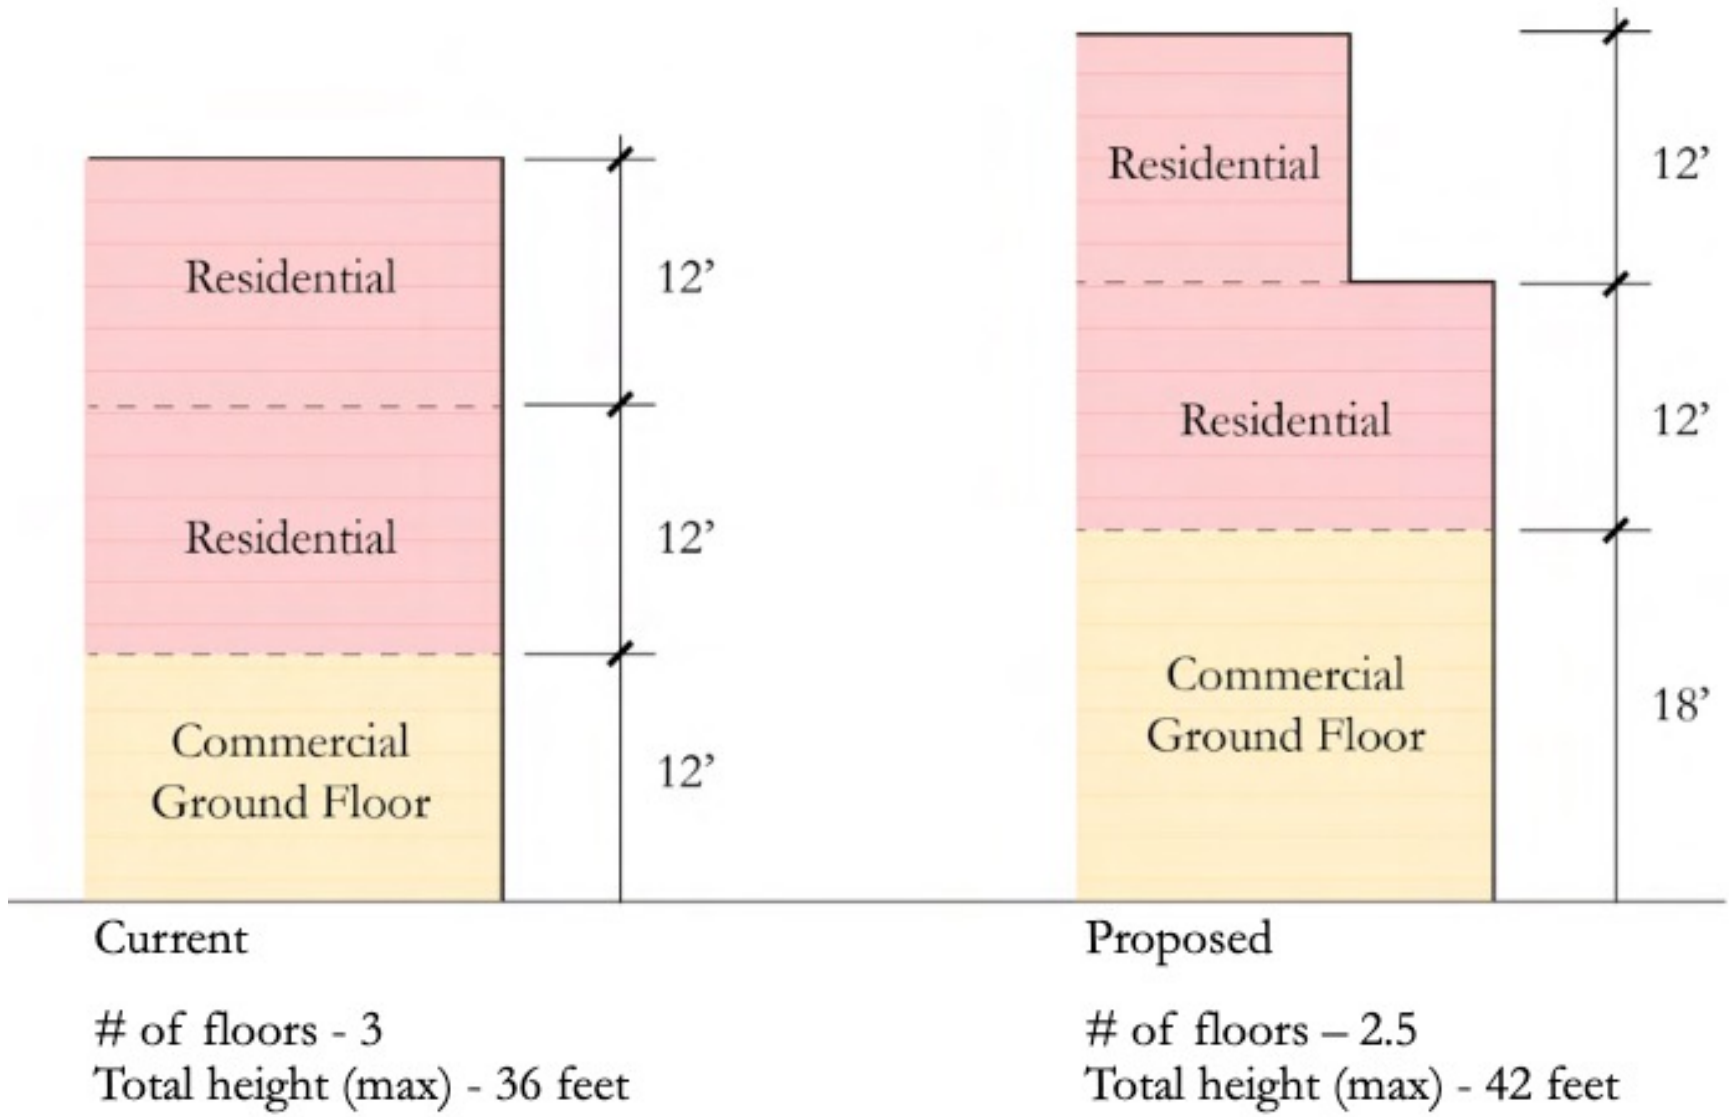 Residential
12’
Residential
12’
Commercial
Ground Floor
12’
Current
# of floors - 3
Total height (max) - 36 feet
Residential
12’
Residential
12’
Commercial
Ground Floor
18’
Proposed
# of floors – 2.5
Total height (max) - 42 feet